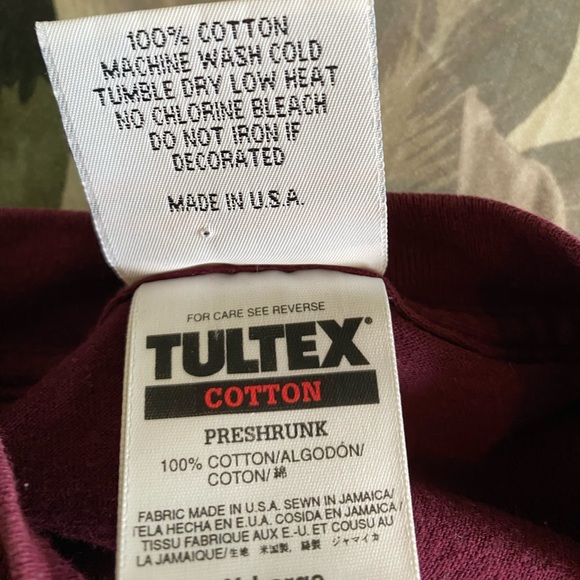 100% COTTON
MACHINE WASH COLD
TUMBLE DRY LOW HEAT
NO CHLORINE BLEACH
DO NOT IRON IF
DECORATED
MADE IN U.S.A.
FOR CARE SEE REVERSE
TULTEX®
COTTON
PRESHRUNK
100% COTTON/ALGODÓN/
COTON/綿
FABRIC MADE IN U.S.A. SEWN IN JAMAICA/
TELA HECHA EN E.U.A. COSIDA EN JAMAICA/
TISSU FABRIQUE AUX E.-U. ET COUSU AU
LA JAMAIQUE/生地 米国製, 縫製 ジャマイカ